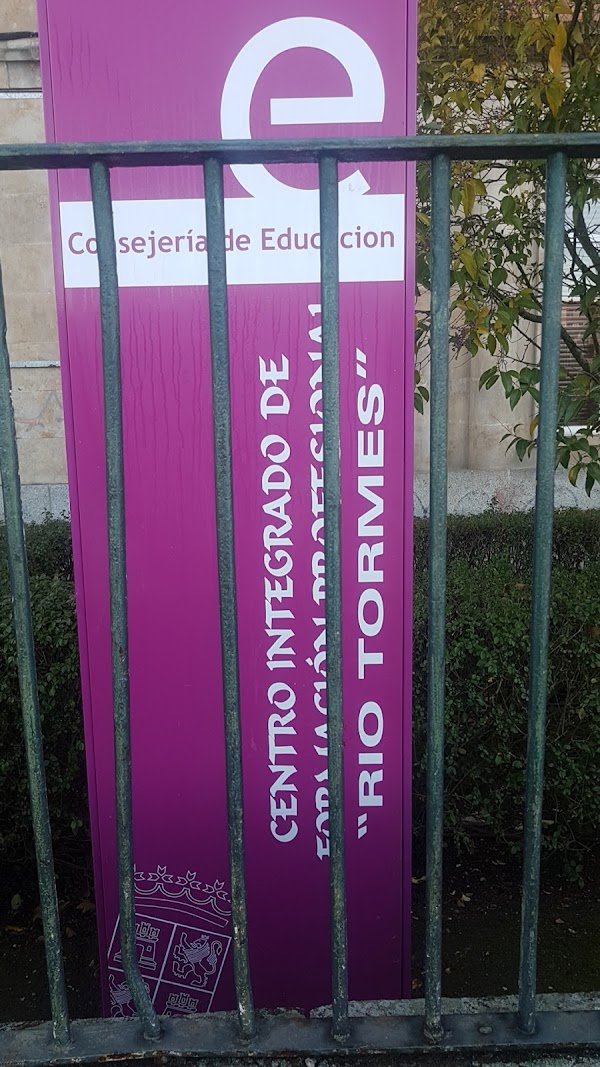 e
Consejería de Educacion
CENTRO INTEGRADO DE
FORMACIÓN PROFESIONAL
“RIO TORMES”